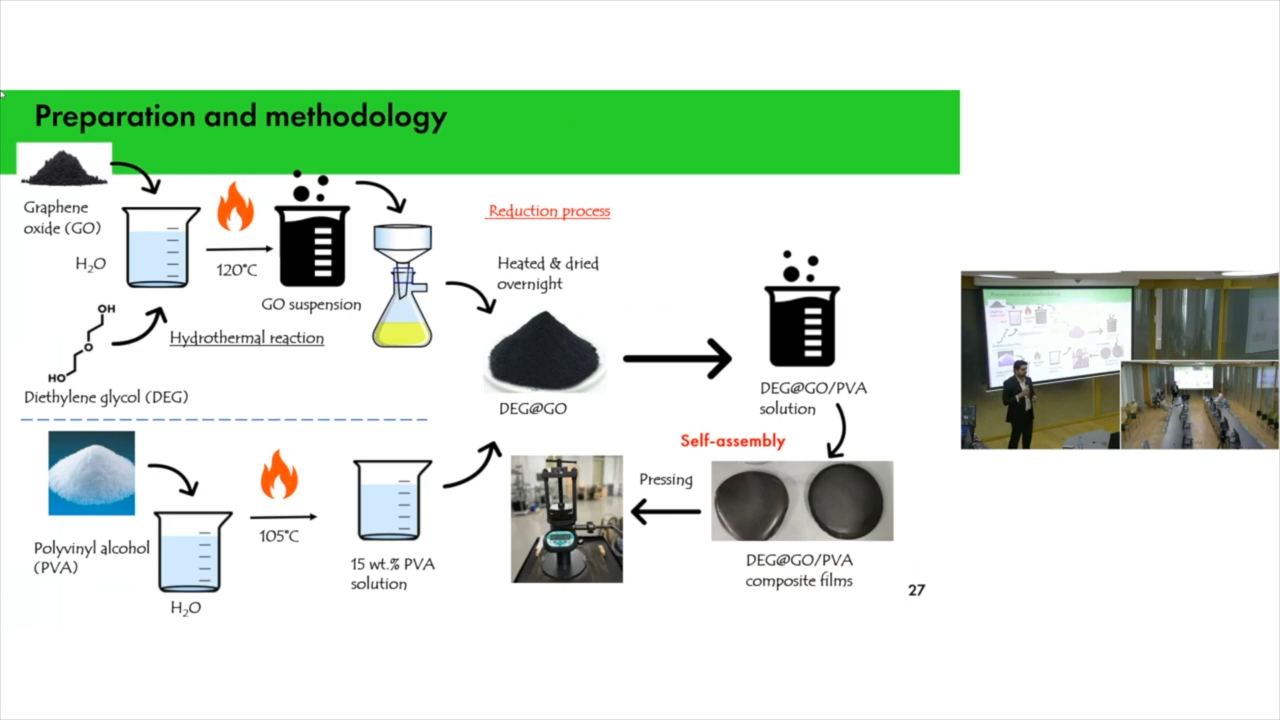 Preparation and methodology
Graphene
oxide (GO)
H₂O
120°C
GO suspension
OH
O
HO
Hydrothermal reaction
Diethylene glycol (DEG)
Reduction process
Heated & dried
overnight
DEG@GO
DEG@GO/PVA
solution
Self-assembly
Pressing
DEG@GO/PVA
composite films
Polyvinyl alcohol
(PVA)
H₂O
105°C
15 wt.% PVA
solution
27